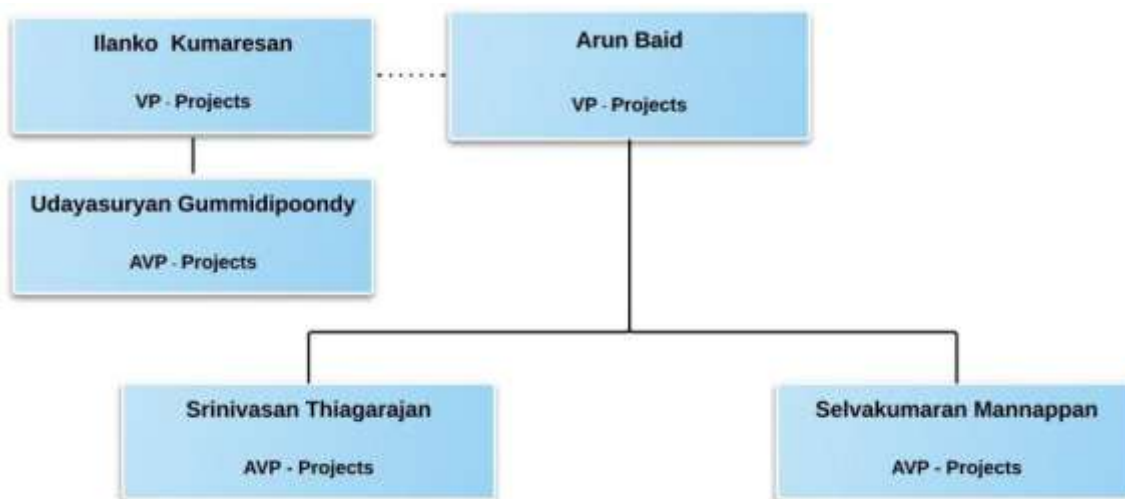 Ilanko Kumaresan
VP - Projects
Arun Baid
VP - Projects
Udayasuryan Gummidipoondy
AVP - Projects
Srinivasan Thiagarajan
AVP - Projects
Selvakumaran Mannappan
AVP - Projects